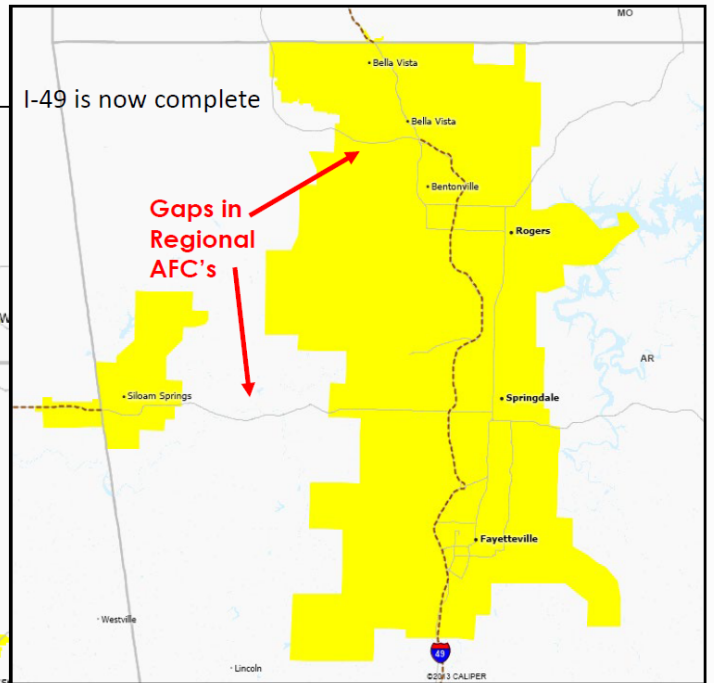 MO
Bella Vista
I-49 is now complete
Bella Vista
Bentonville
Gaps in
Regional
AFC's
Rogers
W
AR
Siloam Springs
Springdale
Fayetteville
Westville
49
Lincoln
©2013 CALIPER